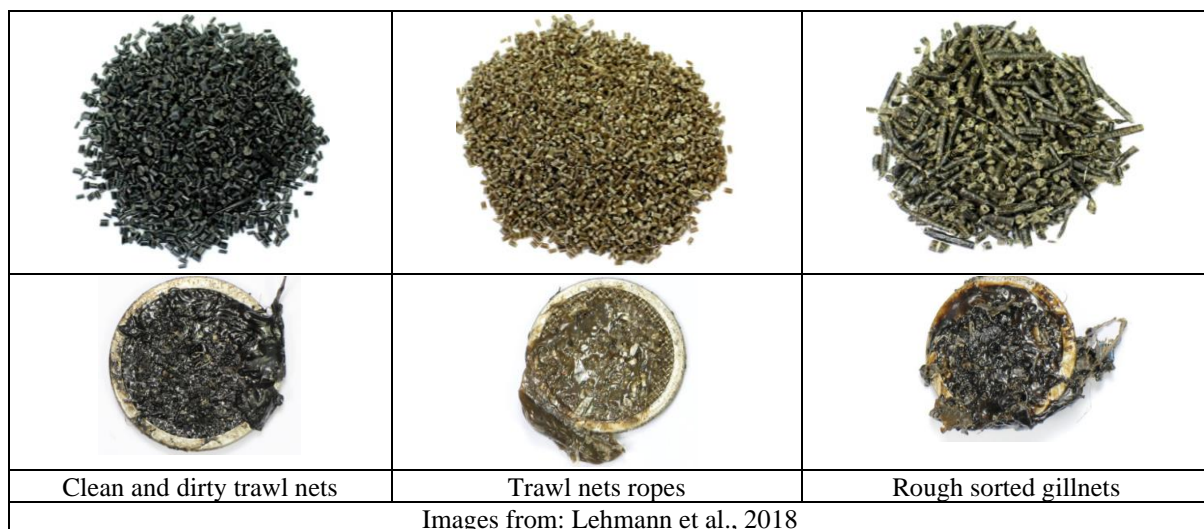 Clean and dirty trawl nets
Trawl nets ropes
Rough sorted gillnets
Images from: Lehmann et al., 2018